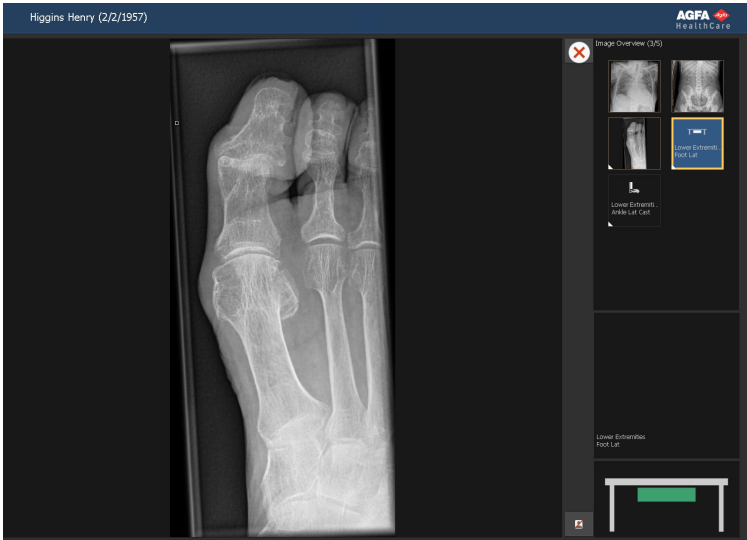 Higgins Henry (2/2/1957)
AGFA
HealthCare
Image Overview (3/5)
Lower Extremiti..
Foot Lat
Lower Extremiti..
Ankle Lat Cast
Lower Extremities
Foot Lat